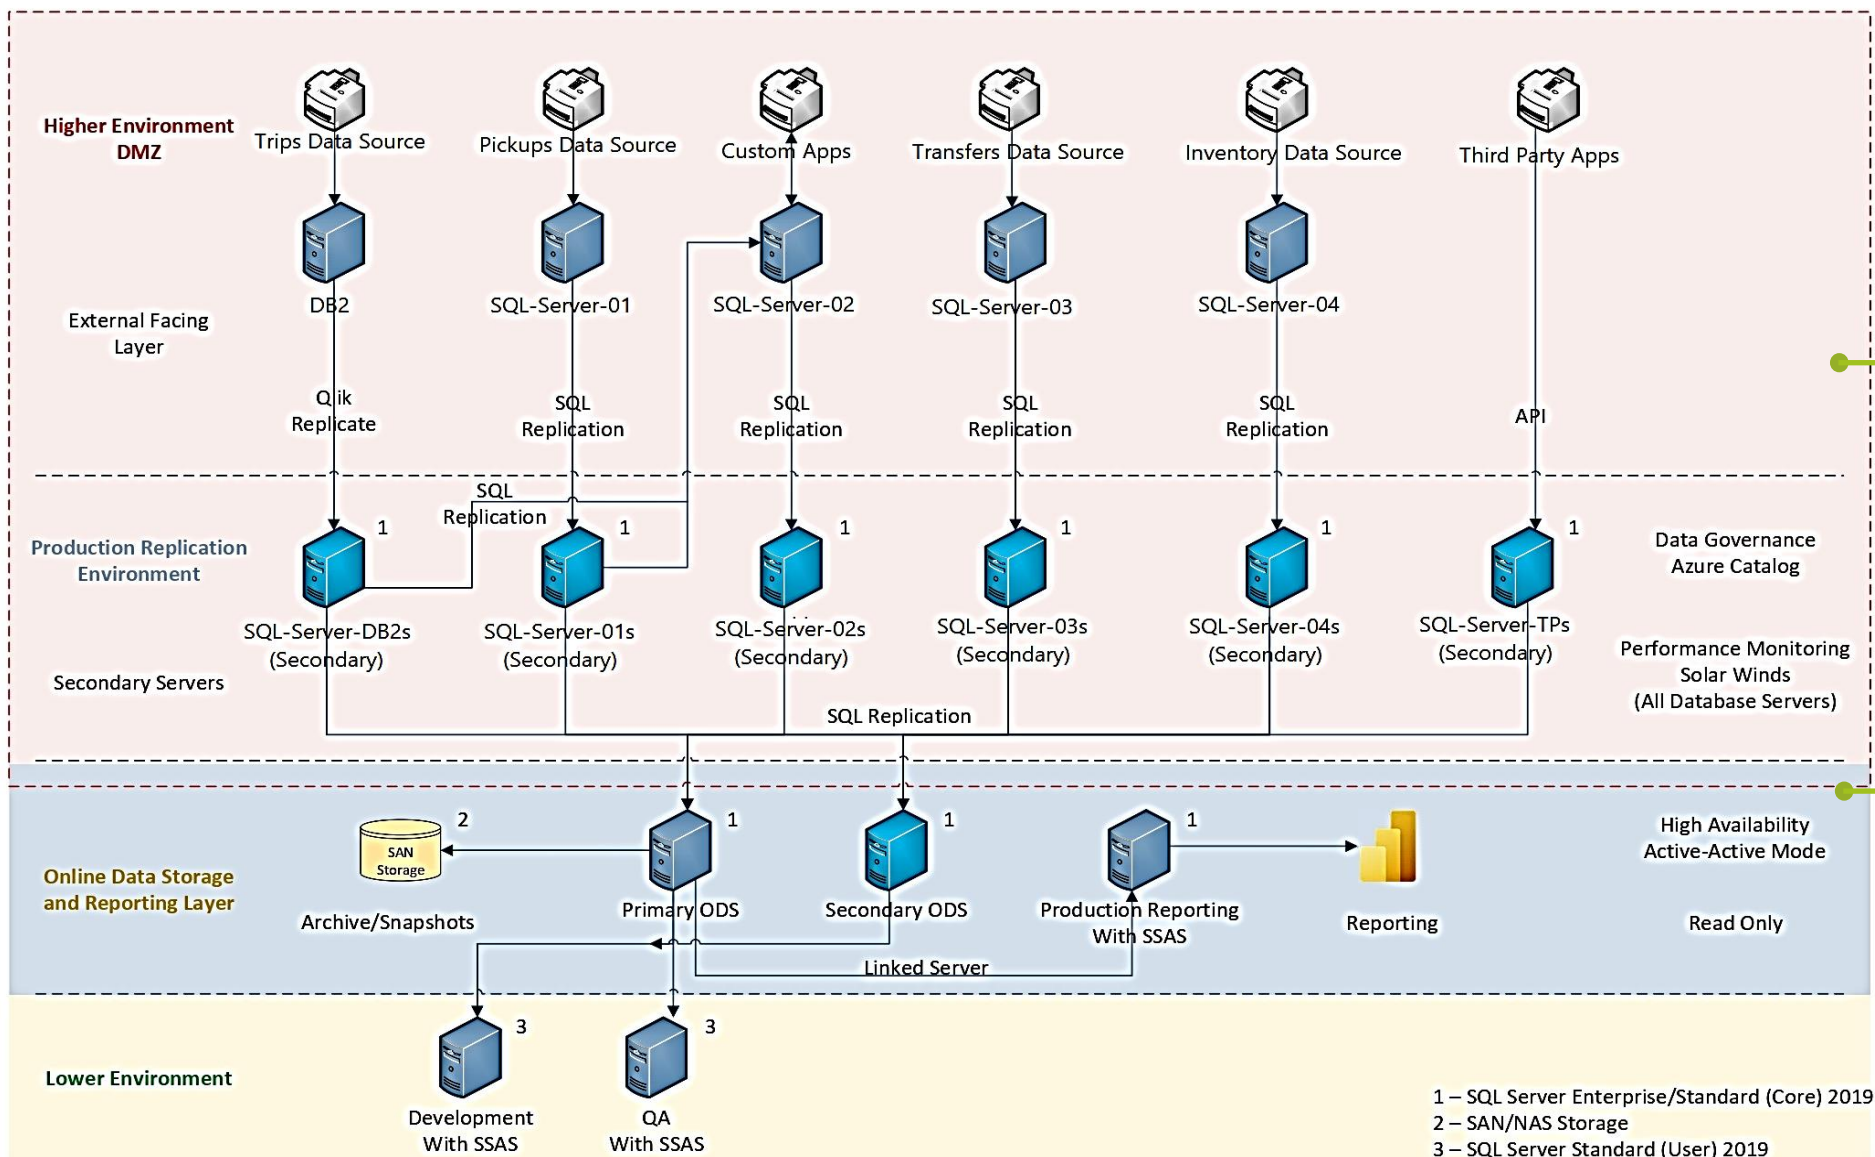 Higher Environment
DMZ
Trips Data Source
Pickups Data Source
Custom Apps
Transfers Data Source
Inventory Data Source
Third Party Apps
DB2
SQL-Server-01
SQL-Server-02
SQL-Server-03
SQL-Server-04
External Facing
Layer
Qlik
Replicate
SQL
Replication
SQL
Replication
SQL
Replication
SQL
Replication
API
SQL
Replication
1
1
1
1
1
1
Production Replication
Environment
Data Governance
Azure Catalog
SQL-Server-DB2s
(Secondary)
SQL-Server-01s
(Secondary)
SQL-Server-02s
(Secondary)
SQL-Server-03s
(Secondary)
SQL-Server-04s
(Secondary)
SQL-Server-TPs
(Secondary)
Secondary Servers
Performance Monitoring
Solar Winds
(All Database Servers)
SQL Replication
2
1
1
1
SAN
Storage
High Availability
Active-Active Mode
Online Data Storage
and Reporting Layer
Archive/Snapshots
Primary ODS
Secondary ODS
Production Reporting
With SSAS
Reporting
Read Only
Linked Server
3
3
Lower Environment
Development
With SSAS
QA
With SSAS
1 – SQL Server Enterprise/Standard (Core) 2019
2 – SAN/NAS Storage
3 – SQL Server Standard (User) 2019